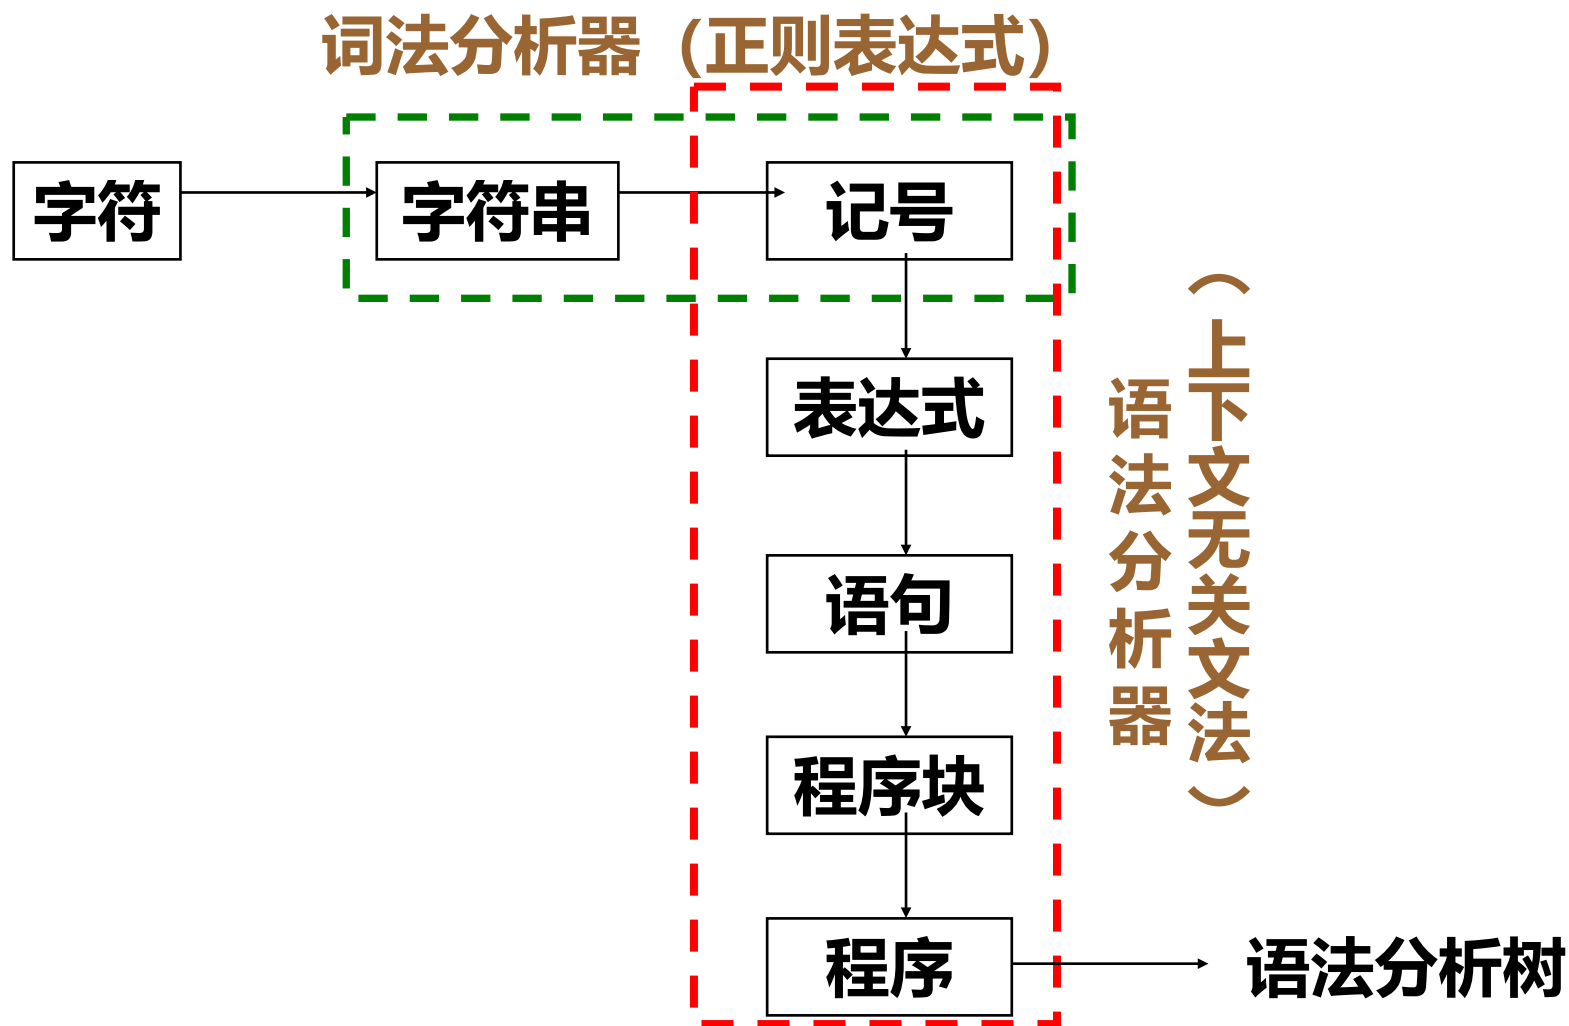 词法分析器（正则表达式）
字符
字符串
记号
表达式
语句
程序块
程序
语法分析器
（上下文无关文法）
语法分析树